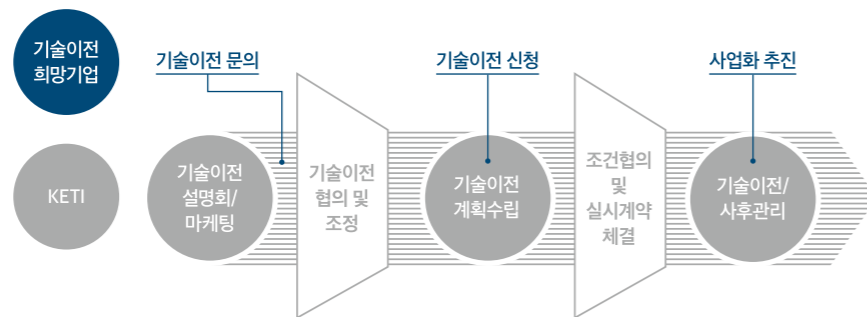 기술이전
희망기업
기술이전 문의
기술이전 신청
사업화 추진
KETI
기술이전
설명회/
마케팅
기술이전
협의 및
조정
기술이전
계획수립
조건협의
및
실시계약
체결
기술이전/
사후관리